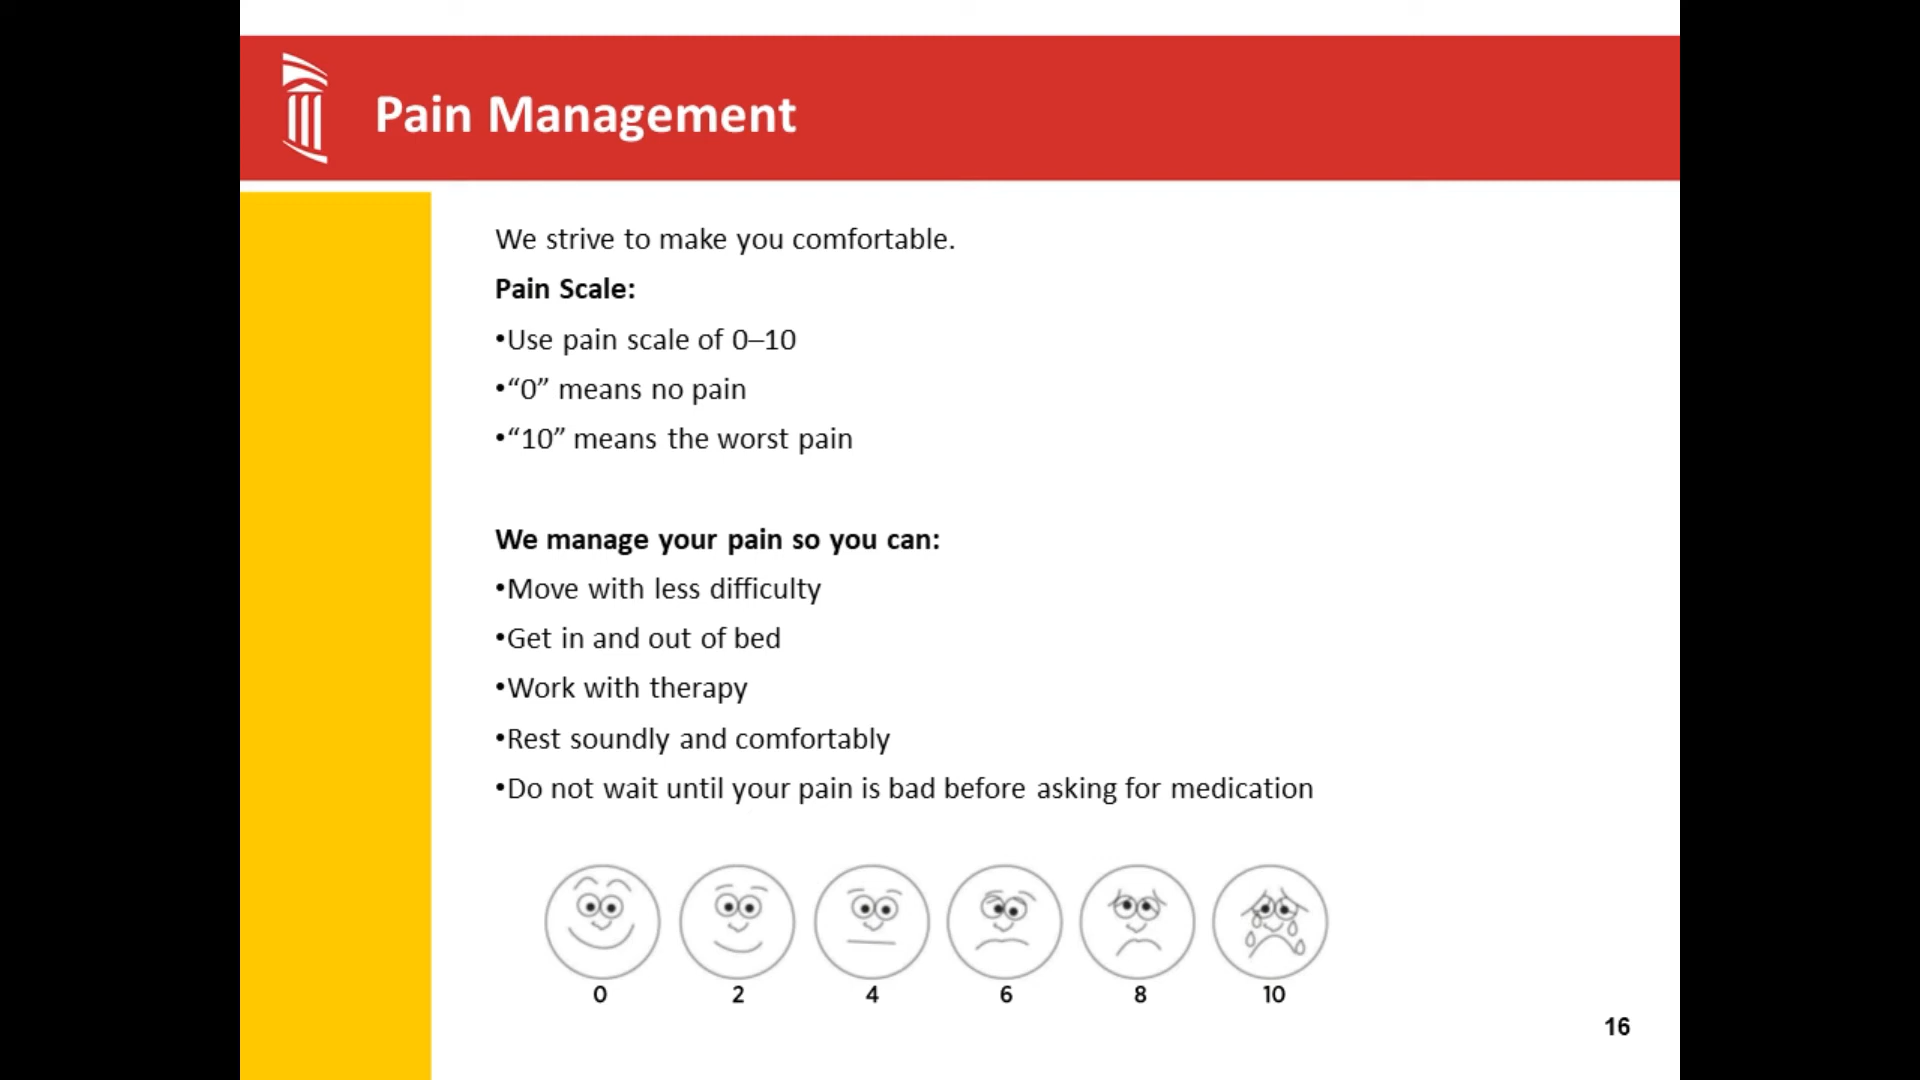 Pain Management
We strive to make you comfortable.
Pain Scale:
•Use pain scale of 0–10
•“0” means no pain
•“10” means the worst pain
We manage your pain so you can:
•Move with less difficulty
•Get in and out of bed
•Work with therapy
•Rest soundly and comfortably
•Do not wait until your pain is bad before asking for medication
0 2 4 6 8 10
16